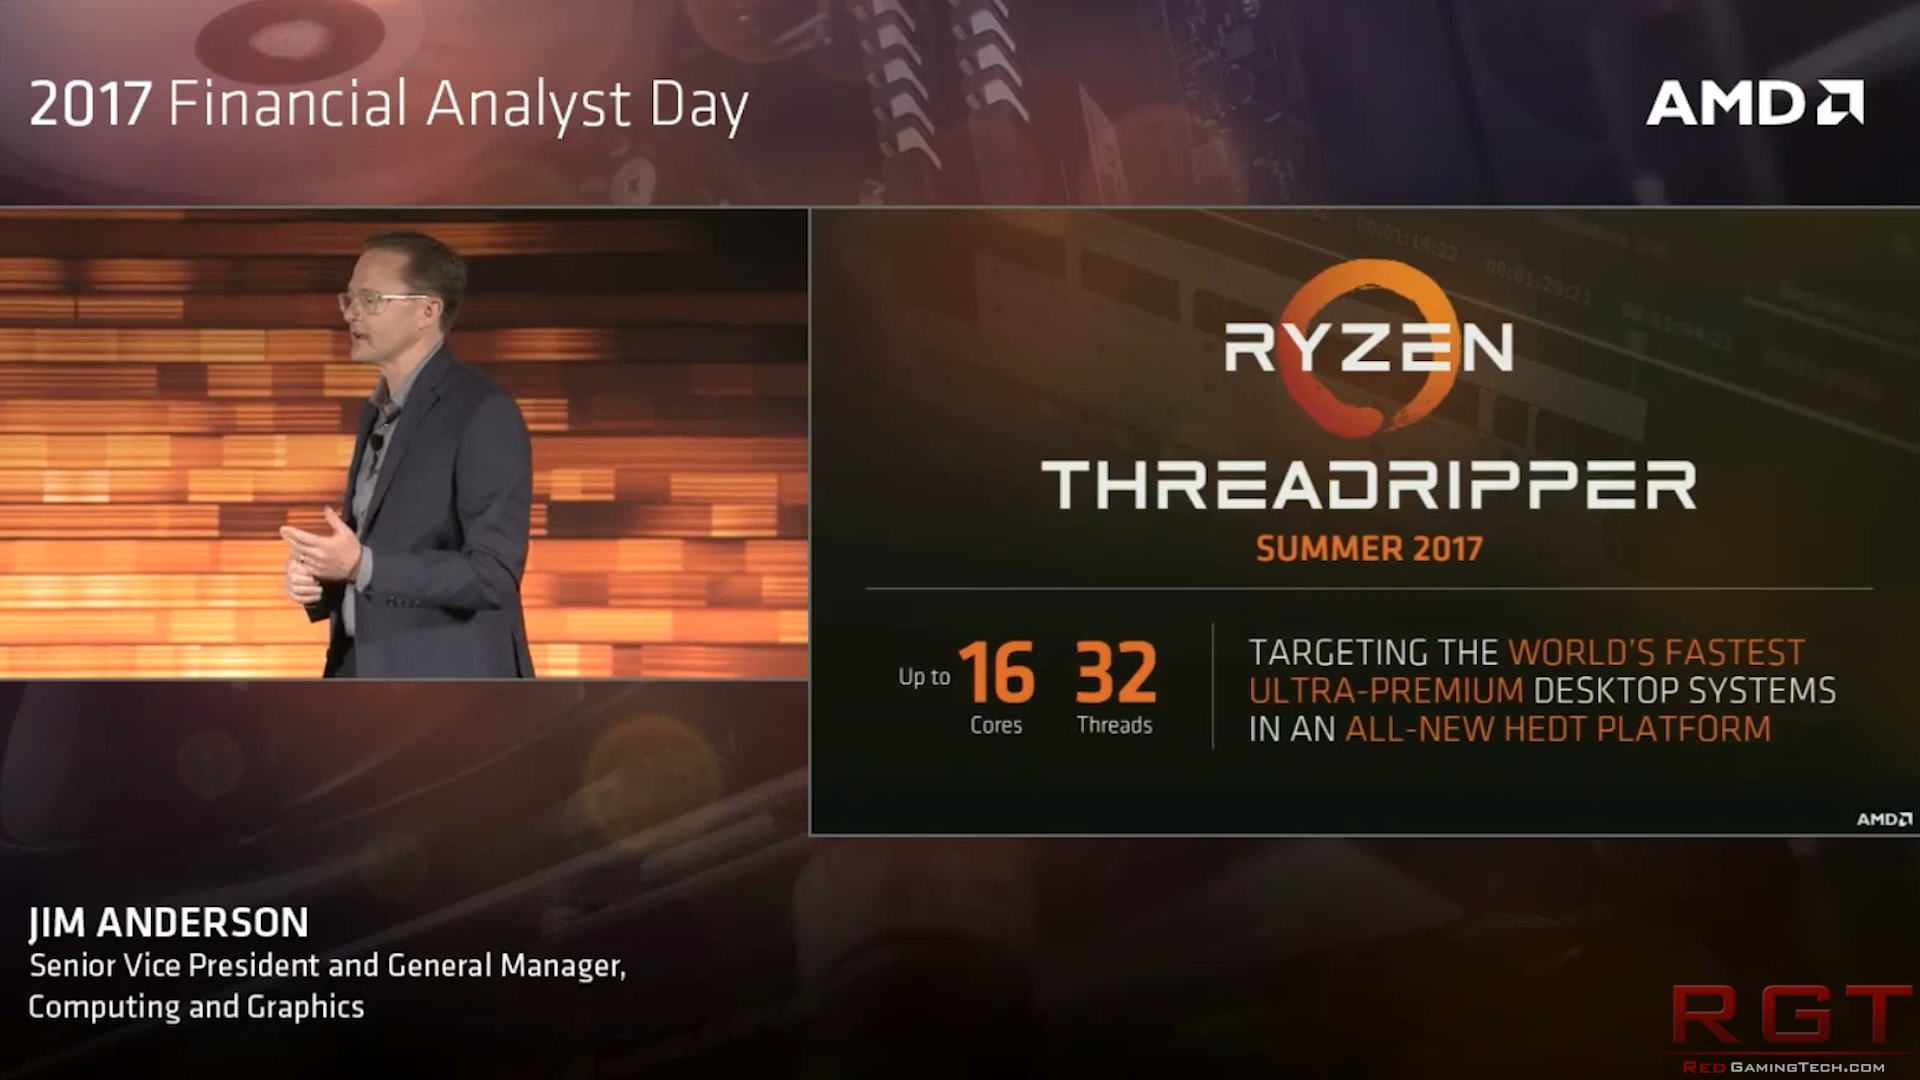 2017 Financial Analyst Day
AMD
RYZEN
THREADRIPPER
SUMMER 2017
Up to 16 32
Cores Threads
TARGETING THE WORLD'S FASTEST
ULTRA-PREMIUM DESKTOP SYSTEMS
IN AN ALL-NEW HEDT PLATFORM
AMD
JIM ANDERSON
Senior Vice President and General Manager,
Computing and Graphics
RGT
REDGAMINGTECH.COM